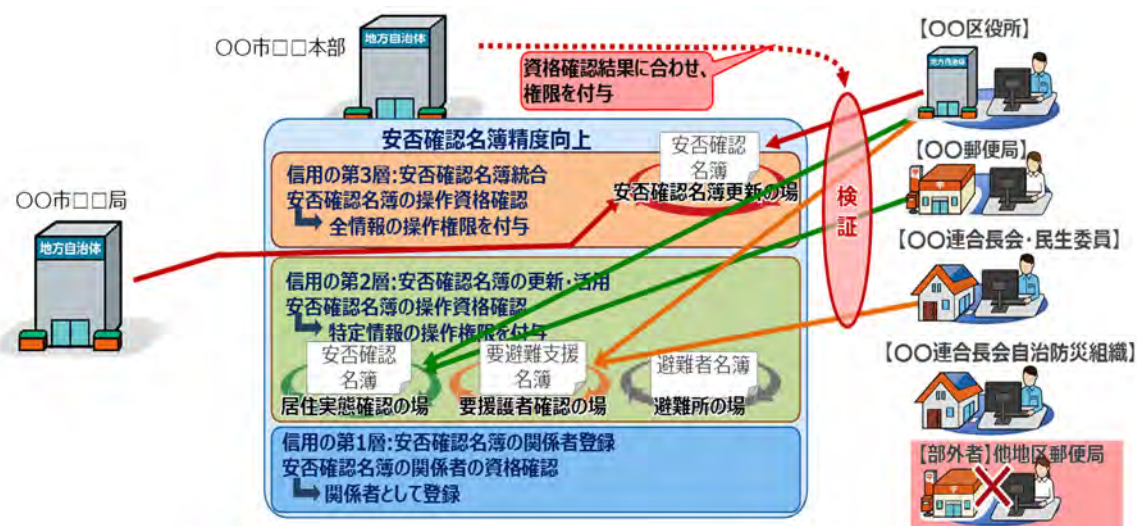 〇〇市□□本部
地方自治体
資格確認結果に合わせ、
権限を付与
【〇〇区役所】
地方自治体
安否確認名簿精度向上
信用の第3層:安否確認名簿統合
安否確認名簿の操作資格確認
全情報の操作権限を付与
安否確認
名簿
安否確認名簿更新の場
検
証
【〇〇郵便局】
〇〇市□□局
地方自治体
【〇〇連合長会・民生委員】
信用の第2層:安否確認名簿の更新・活用
安否確認名簿の操作資格確認
特定情報の操作権限を付与
安否確認
名簿
居住実態確認の場
要避難支援
名簿
要援護者確認の場
避難者名簿
避難所の場
【〇〇連合長会自治防災組織】
信用の第1層:安否確認名簿の関係者登録
安否確認名簿の関係者の資格確認
関係者として登録
【部外者】他地区郵便局